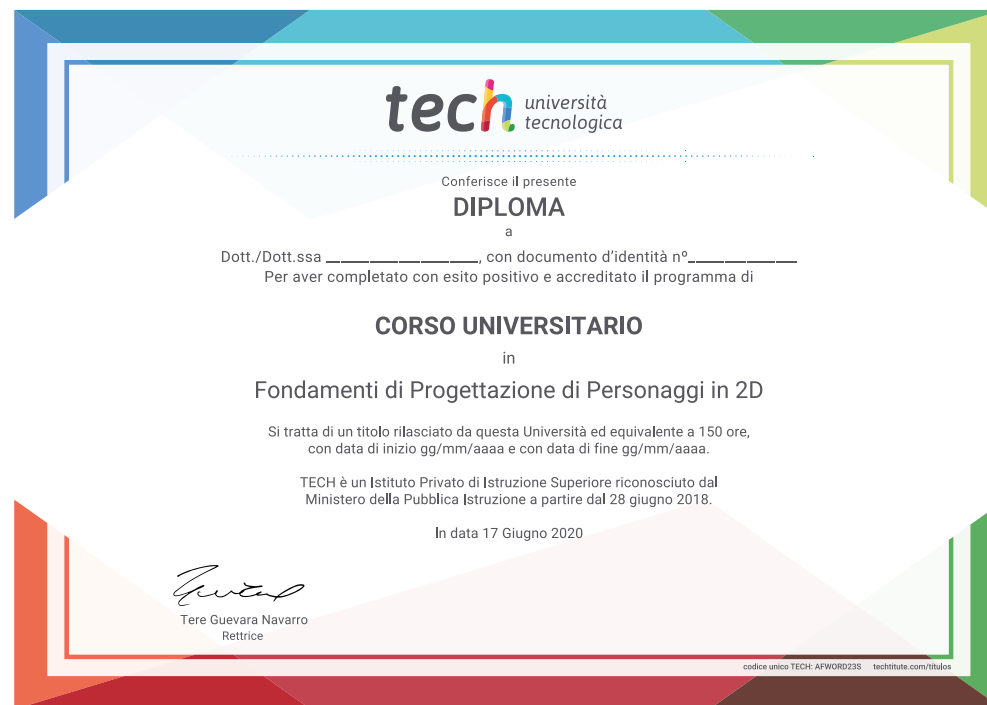 tech università
tecnologica
Conferisce il presente
DIPLOMA
a
Dott./Dott.ssa _________________, con documento d'identità nº____________
Per aver completato con esito positivo e accreditato il programma di
CORSO UNIVERSITARIO
in
Fondamenti di Progettazione di Personaggi in 2D
Si tratta di un titolo rilasciato da questa Università ed equivalente a 150 ore,
con data di inizio gg/mm/aaaa e con data di fine gg/mm/aaaa.
TECH è un Istituto Privato di Istruzione Superiore riconosciuto dal
Ministero della Pubblica Istruzione a partire dal 28 giugno 2018.
In data 17 Giugno 2020
Tere Guevara Navarro
Rettrice
codice unico TECH: AFWORD23S techtitute.com/titulos